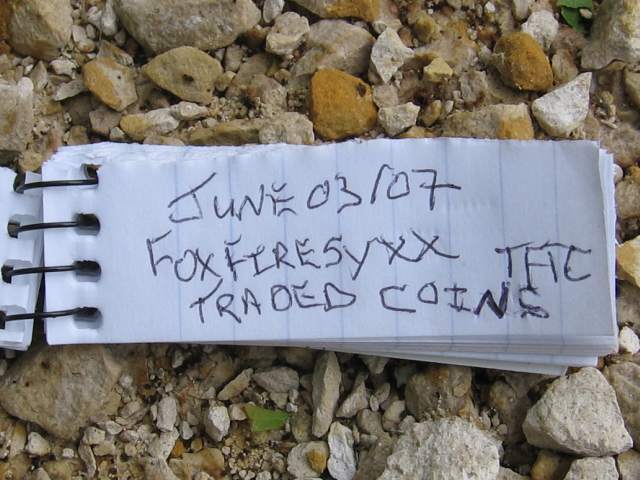 JUNE 03/07
FOXFIRESYXX TFTC
TRADED COINS